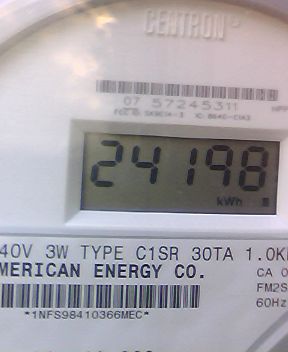 CENTRON
07 57245311
24198
kWh
40V 3W TYPE C1SR 30TA 1.0K
MERICAN ENERGY CO.
CA 0
FM2S
60Hz
*1NFS98410366MEC*